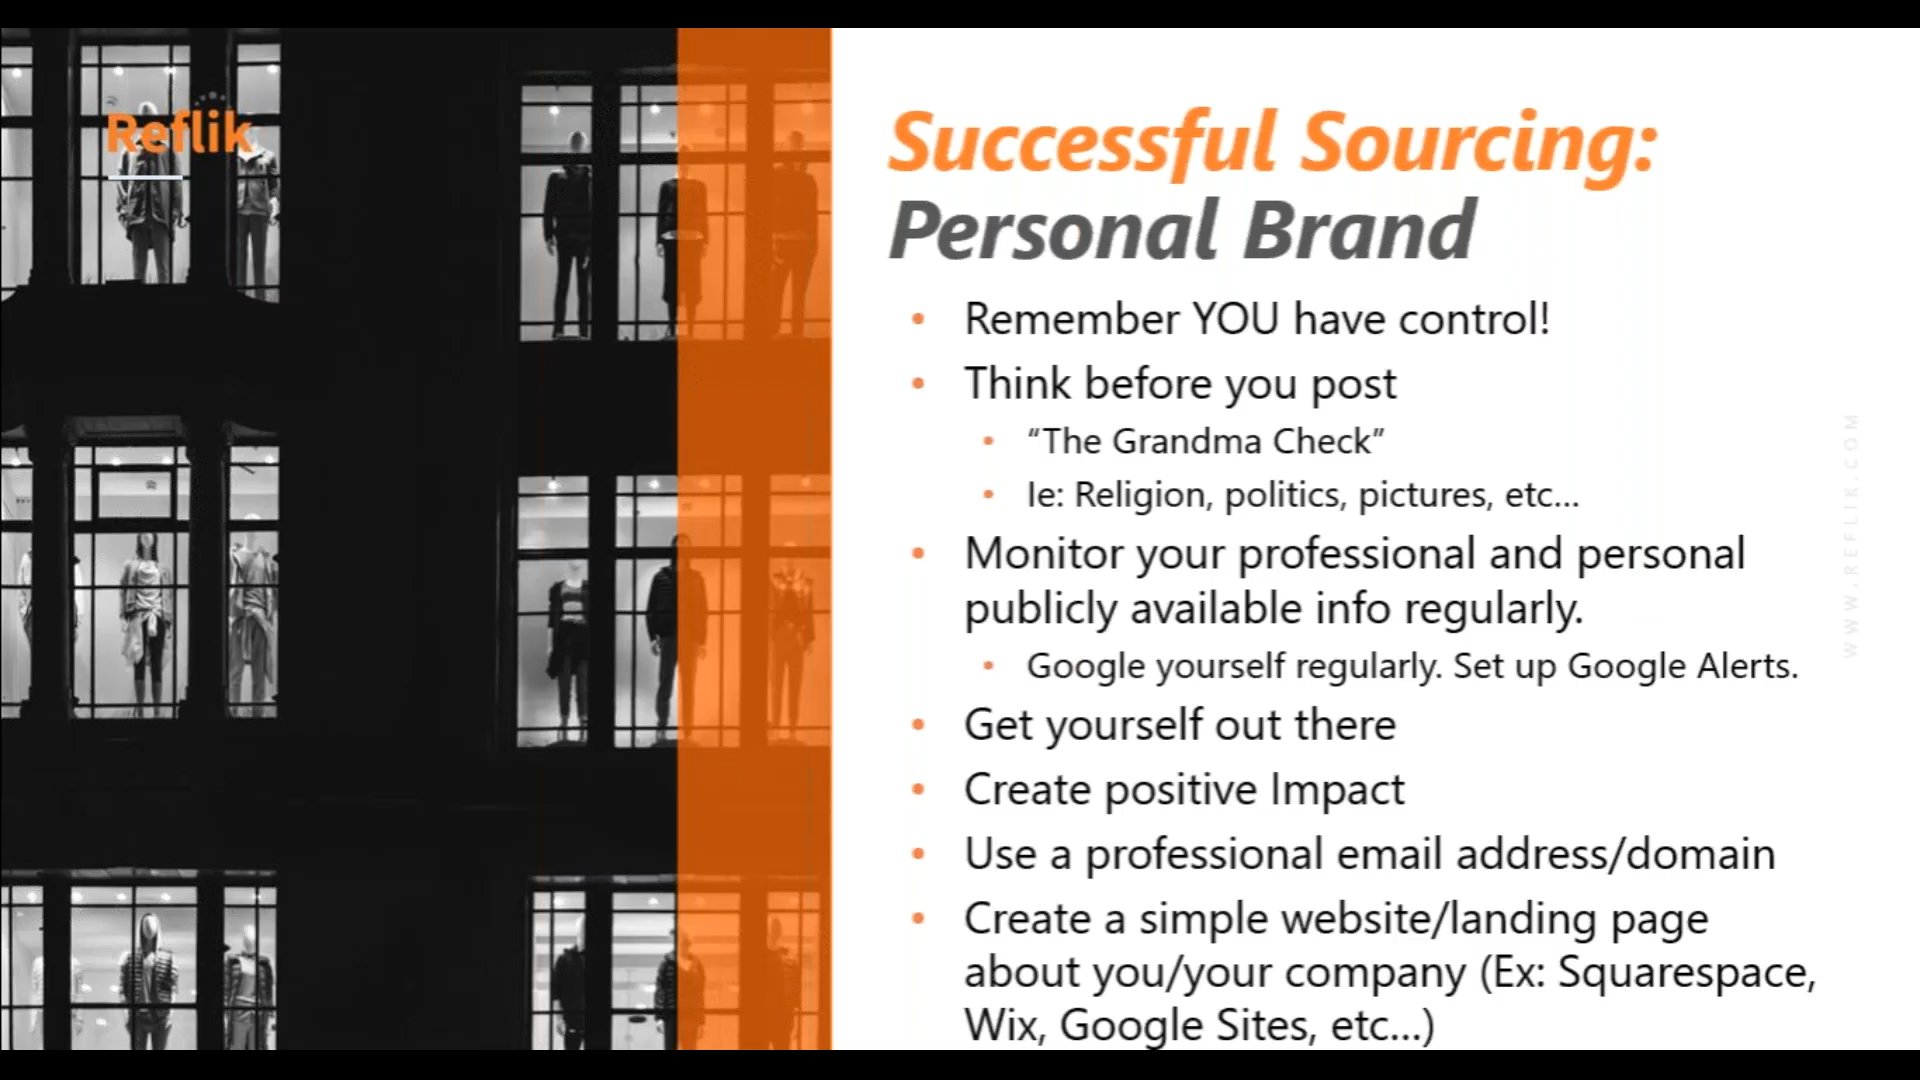 Reflik
Successful Sourcing:
Personal Brand
• Remember YOU have control!
• Think before you post
• “The Grandma Check”
• Ie: Religion, politics, pictures, etc...
• Monitor your professional and personal
publicly available info regularly.
• Google yourself regularly. Set up Google Alerts.
• Get yourself out there
• Create positive Impact
• Use a professional email address/domain
• Create a simple website/landing page
about you/your company (Ex: Squarespace,
Wix, Google Sites, etc...)
WWW.REFLIK.COM